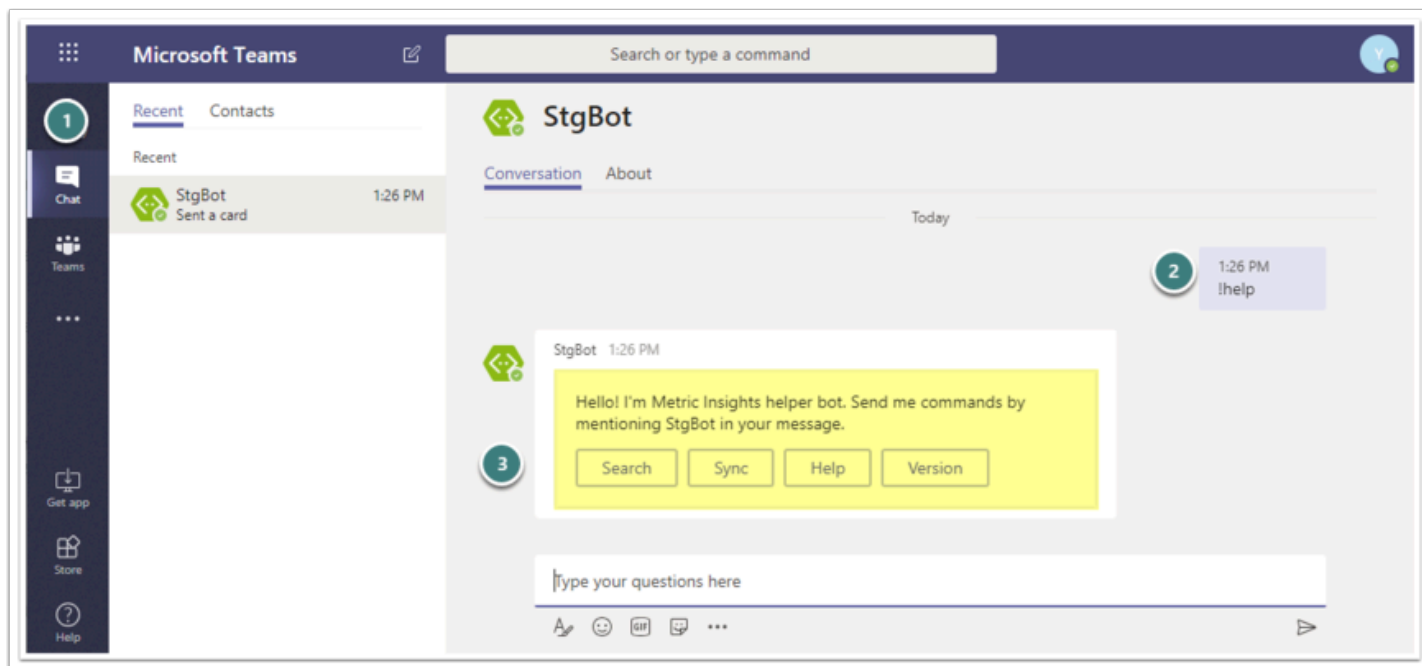 Microsoft Teams
Search or type a command
Y
1
Chat
Teams
Get app
Store
Help
Recent Contacts
Recent
StgBot 1:26 PM
Sent a card
StgBot
Conversation About
Today
2
1:26 PM
!help
StgBot 1:26 PM
Hello! I'm Metric Insights helper bot. Send me commands by
mentioning StgBot in your message.
3
Search Sync Help Version
Type your questions here
GIF